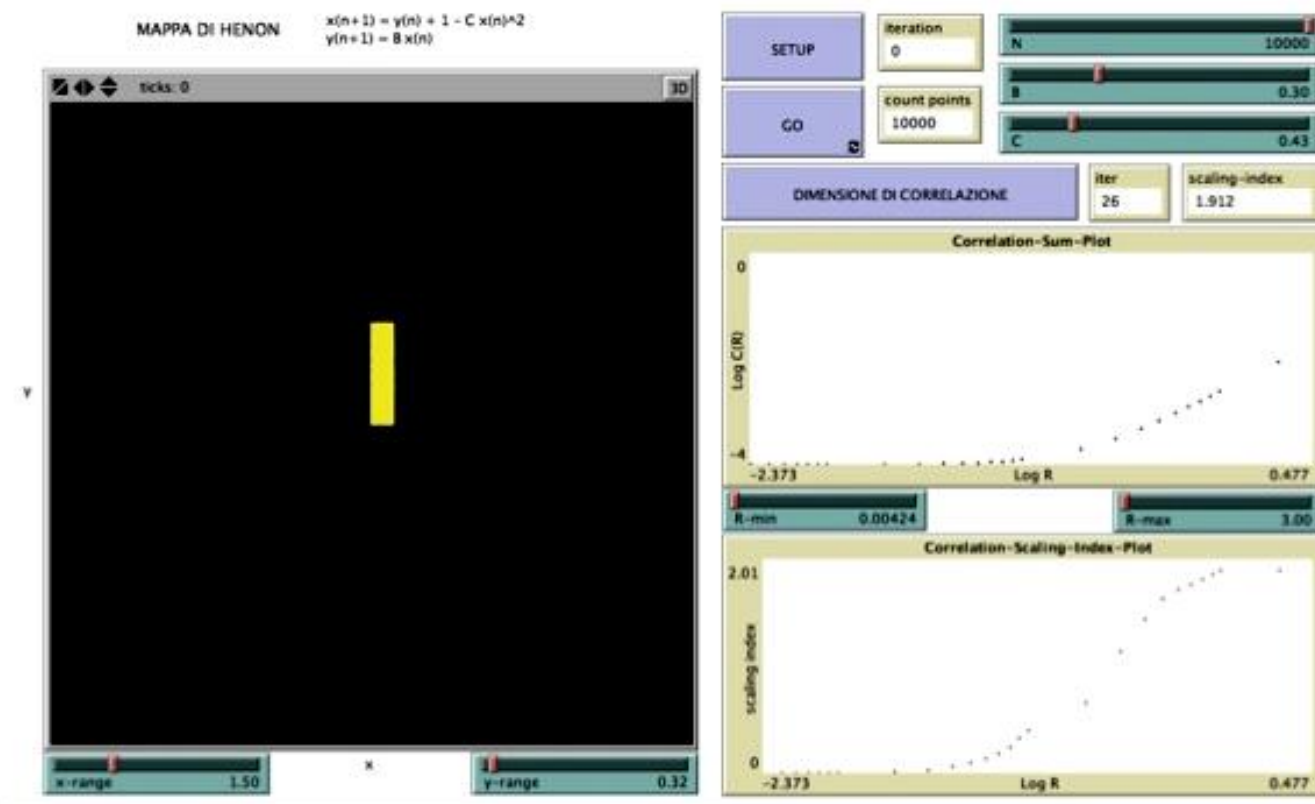 MAPPA DI HENON
x(n+1) = y(n) + 1 - C x(n)^2
y(n+1) = B x(n)
ticks: 0
3D
y
x
x-range 1.50
y-range 0.32
SETUP
iteration
0
N 10000
GO
count points
10000
B 0.30
C 0.43
DIMENSIONE DI CORRELAZIONE
iter
26
scaling-index
1.912
Correlation-Sum-Plot
0
Log C(R)
-4
-2.373 Log R 0.477
R-min 0.00424
R-max 3.00
Correlation-Scaling-Index-Plot
2.01
scaling index
0
-2.373 Log R 0.477